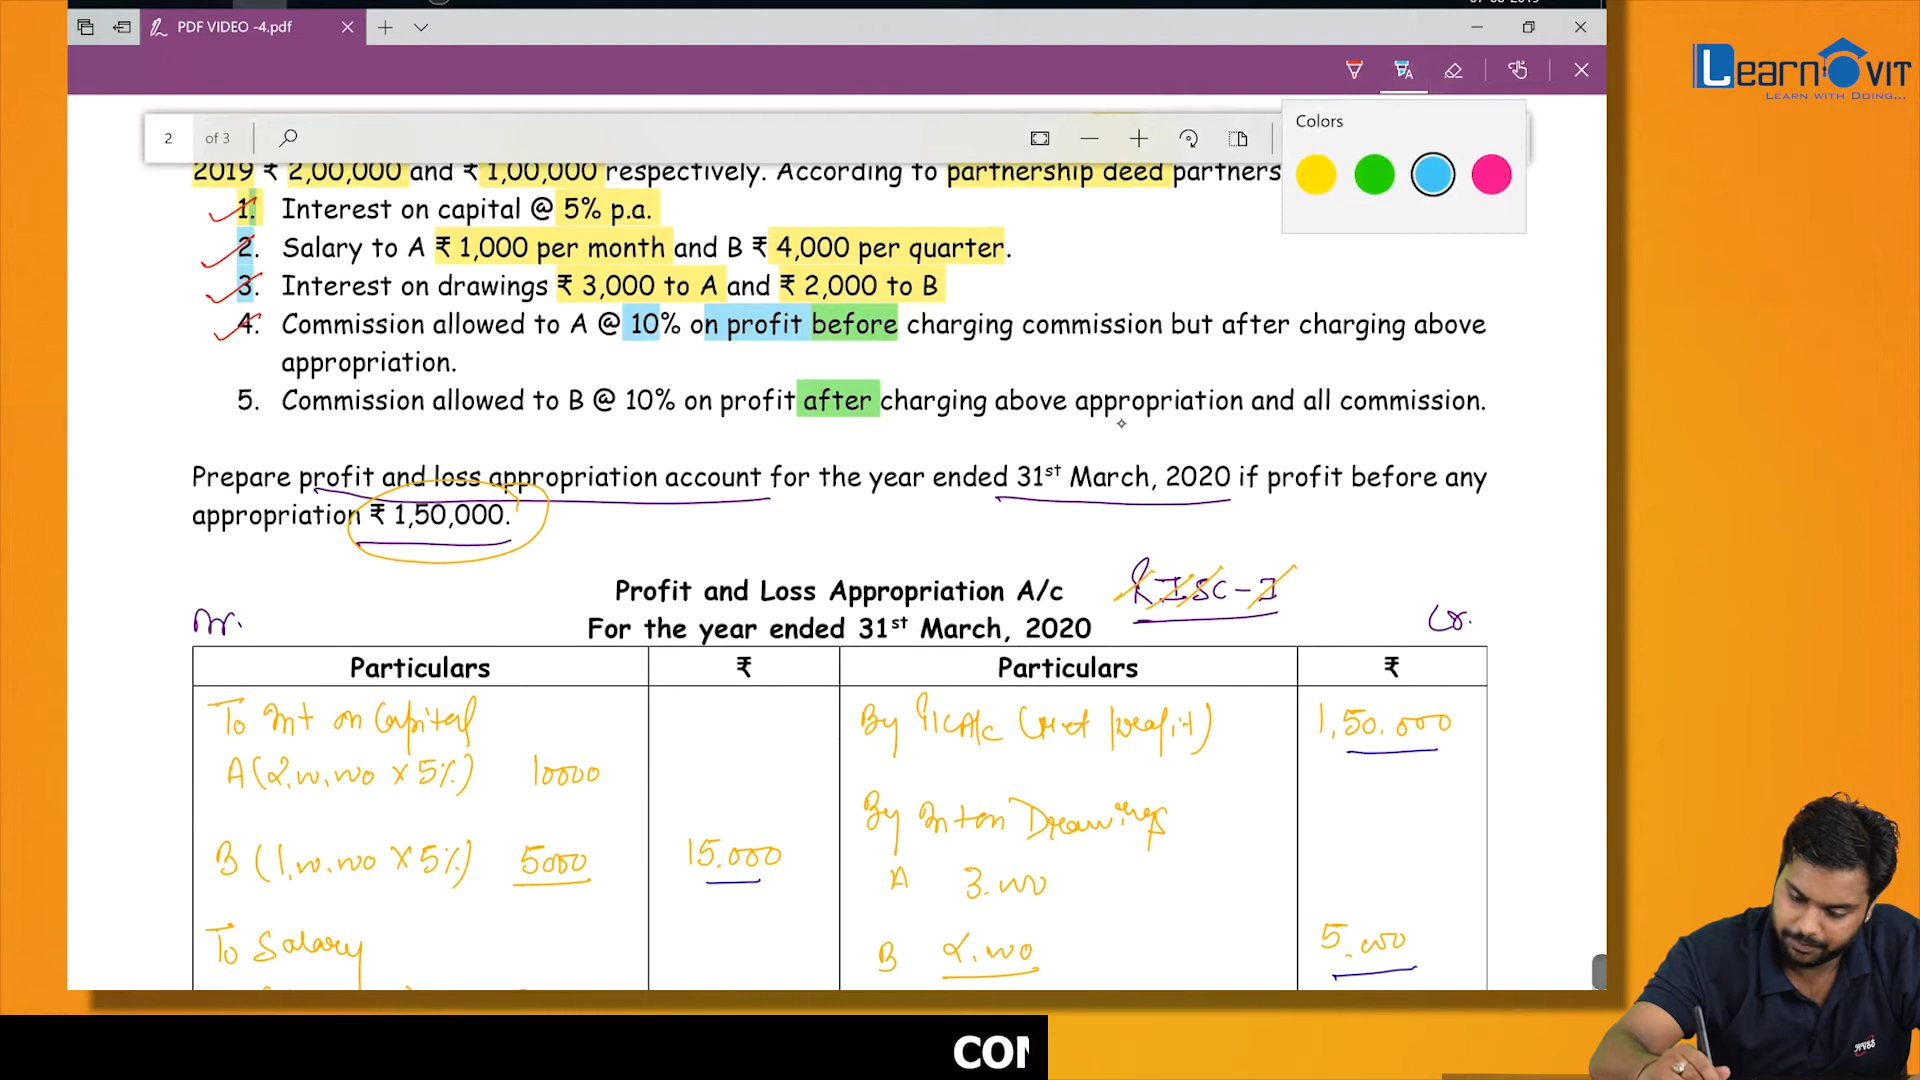 PDF VIDEO -4.pdf
LearnOVIT
LEARN WITH DOING...
2 of 3
Colors
2019 ₹ 2,00,000 and ₹ 1,00,000 respectively. According to partnership deed partners
1. Interest on capital @ 5% p.a.
2. Salary to A ₹ 1,000 per month and B ₹ 4,000 per quarter.
3. Interest on drawings ₹ 3,000 to A and ₹ 2,000 to B
4. Commission allowed to A @ 10% on profit before charging commission but after charging above
appropriation.
5. Commission allowed to B @ 10% on profit after charging above appropriation and all commission.
Prepare profit and loss appropriation account for the year ended 31st March, 2020 if profit before any
appropriation ₹ 1,50,000.
Profit and Loss Appropriation A/c
For the year ended 31st March, 2020
Dr.
Cr.
Particulars ₹ Particulars ₹
To Int on Capital
By P/L A/c (Net profit) 1,50,000
A (2,00,000 x 5%) 10000
By Int on Drawings
B (1,00,000 x 5%) 5000 15,000
A 3,000
To Salary
B 2,000 5,000
CO